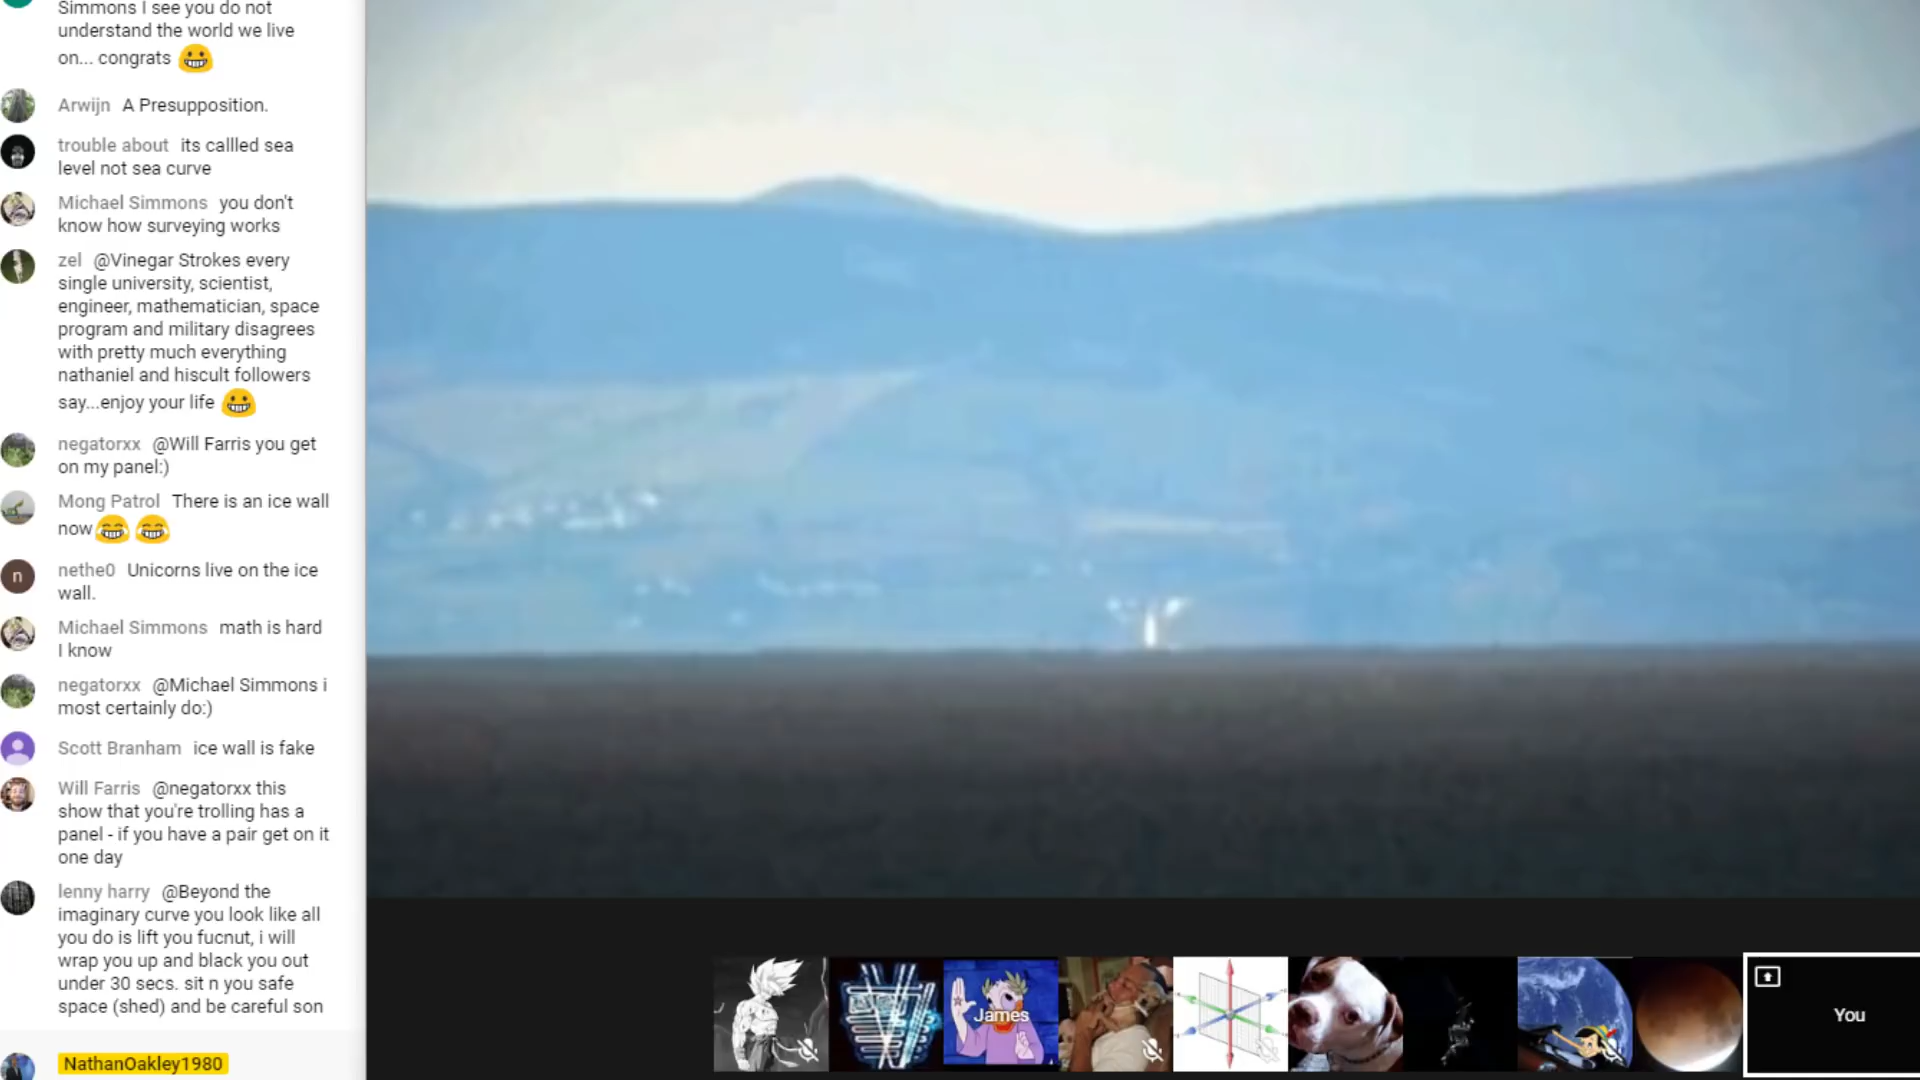 Simmons I see you do not
understand the world we live
on... congrats
Arwijn A Presupposition.
trouble about its callled sea
level not sea curve
Michael Simmons you don't
know how surveying works
zel @Vinegar Strokes every
single university, scientist,
engineer, mathematician, space
program and military disagrees
with pretty much everything
nathaniel and hiscult followers
say...enjoy your life
negatorxx @Will Farris you get
on my panel:)
Mong Patrol There is an ice wall
now
n
nethe0 Unicorns live on the ice
wall.
Michael Simmons math is hard
I know
negatorxx @Michael Simmons i
most certainly do:)
Scott Branham ice wall is fake
Will Farris @negatorxx this
show that you're trolling has a
panel - if you have a pair get on it
one day
lenny harry @Beyond the
imaginary curve you look like all
you do is lift you fucnut, i will
wrap you up and black you out
under 30 secs. sit n you safe
space (shed) and be careful son
NathanOakley1980
James
You